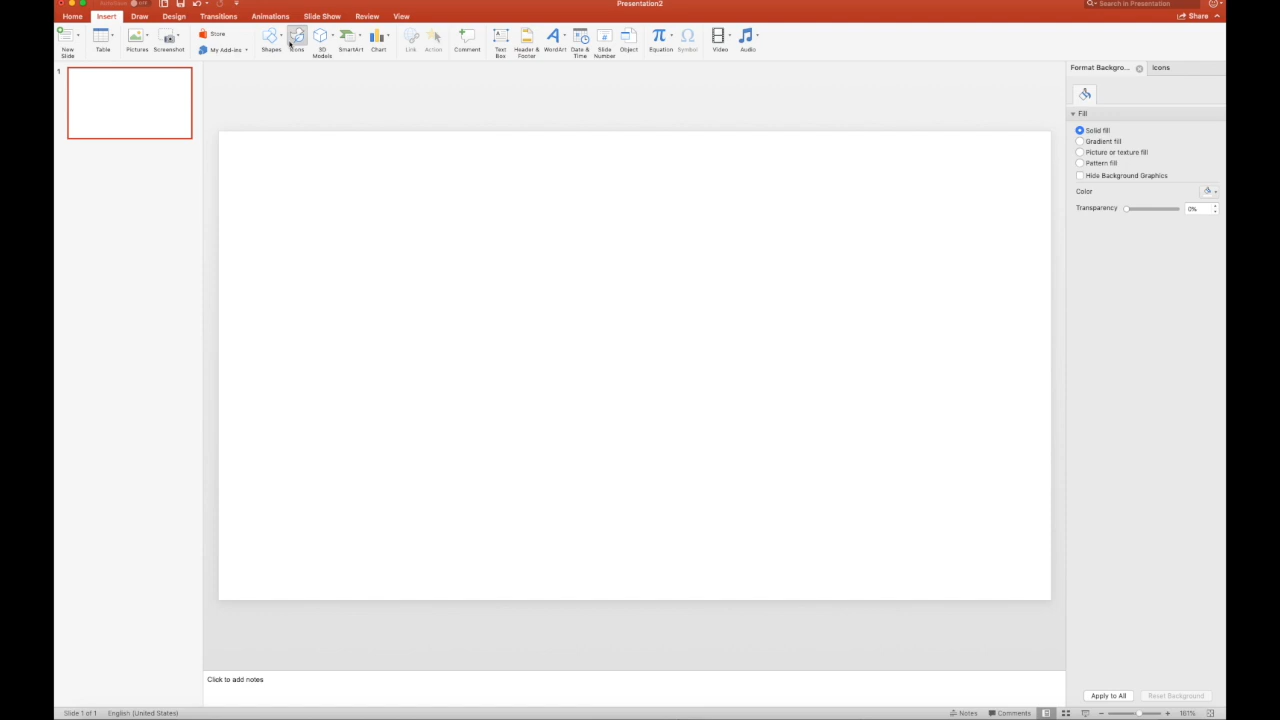 Presentation2
Search in Presentation
Home Insert Draw Design Transitions Animations Slide Show Review View
Share
New Slide
Table
Pictures
Screenshot
Store
My Add-ins
Shapes
Icons
3D Models
SmartArt
Chart
Link
Action
Comment
Text Box
Header & Footer
WordArt
Date & Time
Slide Number
Object
Equation
Symbol
Video
Audio
1
Format Backgro...
Icons
Fill
Solid fill
Gradient fill
Picture or texture fill
Pattern fill
Hide Background Graphics
Color
Transparency 0%
Click to add notes
Apply to All Reset Background
Slide 1 of 1 English (United States) Notes Comments 161%